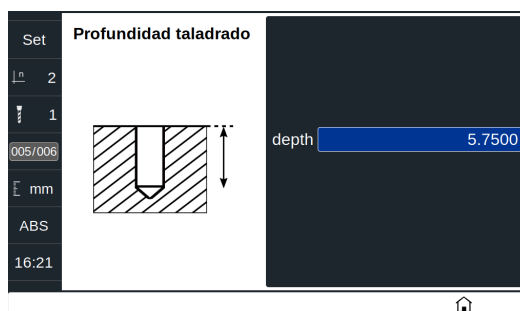 Set
Profundidad taladrado
n 2
1
005/006
mm
ABS
16:21
depth 5.7500